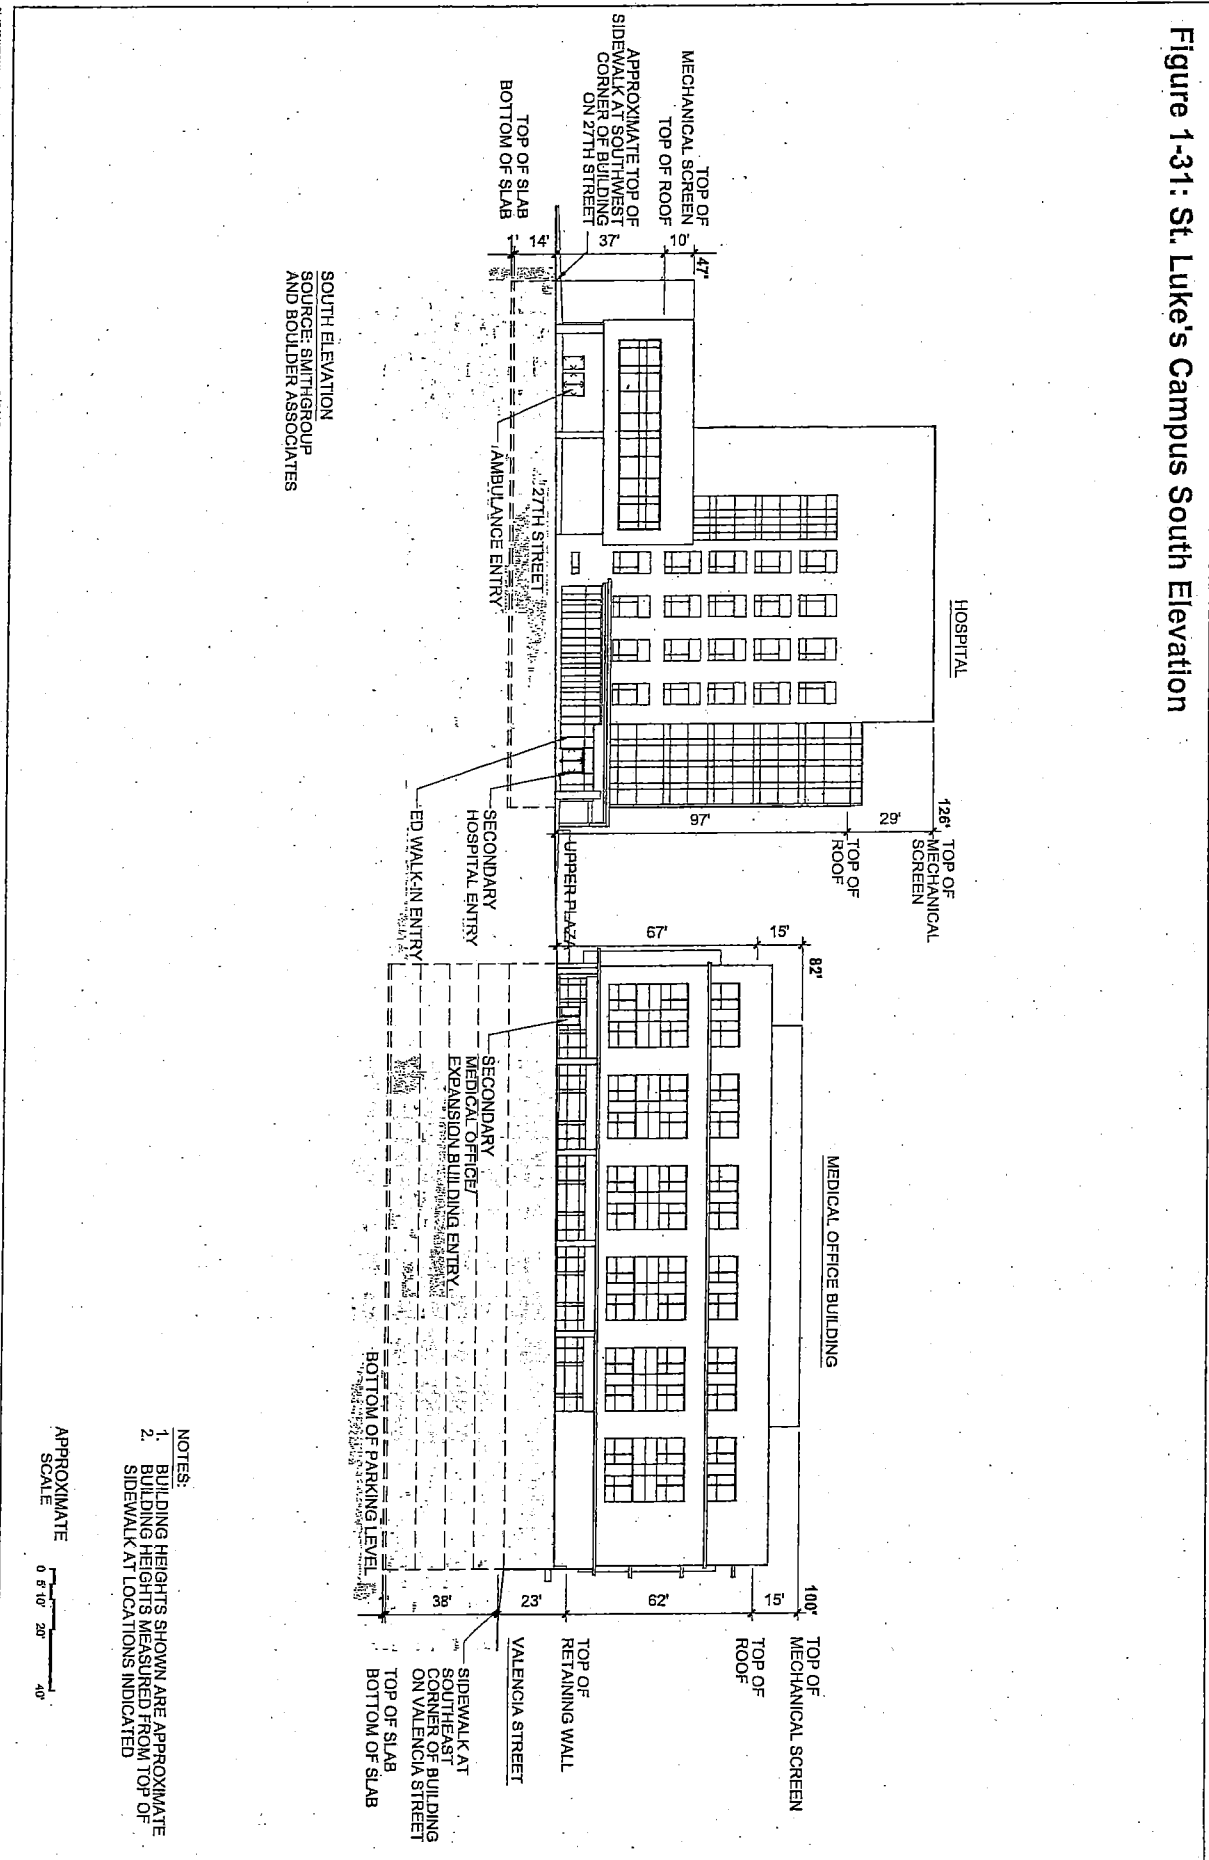 Figure 1-31: St. Luke's Campus South Elevation
HOSPITAL
126'
TOP OF
MECHANICAL
SCREEN
29'
TOP OF
ROOF
97'
TOP OF
MECHANICAL SCREEN
TOP OF ROOF
APPROXIMATE TOP OF
SIDEWALK AT SOUTHWEST
CORNER OF BUILDING
ON 27TH STREET
TOP OF SLAB
BOTTOM OF SLAB
47'
10'
37'
14'
1'
27TH STREET
AMBULANCE ENTRY
SECONDARY
HOSPITAL ENTRY
ED WALK-IN ENTRY
UPPER PLAZA
MEDICAL OFFICE BUILDING
82'
15'
67'
SECONDARY
MEDICAL OFFICE/
EXPANSION BUILDING ENTRY
100'
15'
62'
23'
38'
TOP OF
MECHANICAL SCREEN
TOP OF
ROOF
TOP OF
RETAINING WALL
VALENCIA STREET
SIDEWALK AT
SOUTHEAST
CORNER OF BUILDING
ON VALENCIA STREET
TOP OF SLAB
BOTTOM OF SLAB
BOTTOM OF PARKING LEVEL
SOUTH ELEVATION
SOURCE: SMITHGROUP
AND BOULDER ASSOCIATES
NOTES:
1. BUILDING HEIGHTS SHOWN ARE APPROXIMATE
2. BUILDING HEIGHTS MEASURED FROM TOP OF
SIDEWALK AT LOCATIONS INDICATED
APPROXIMATE
SCALE
0 5' 10' 20' 40'